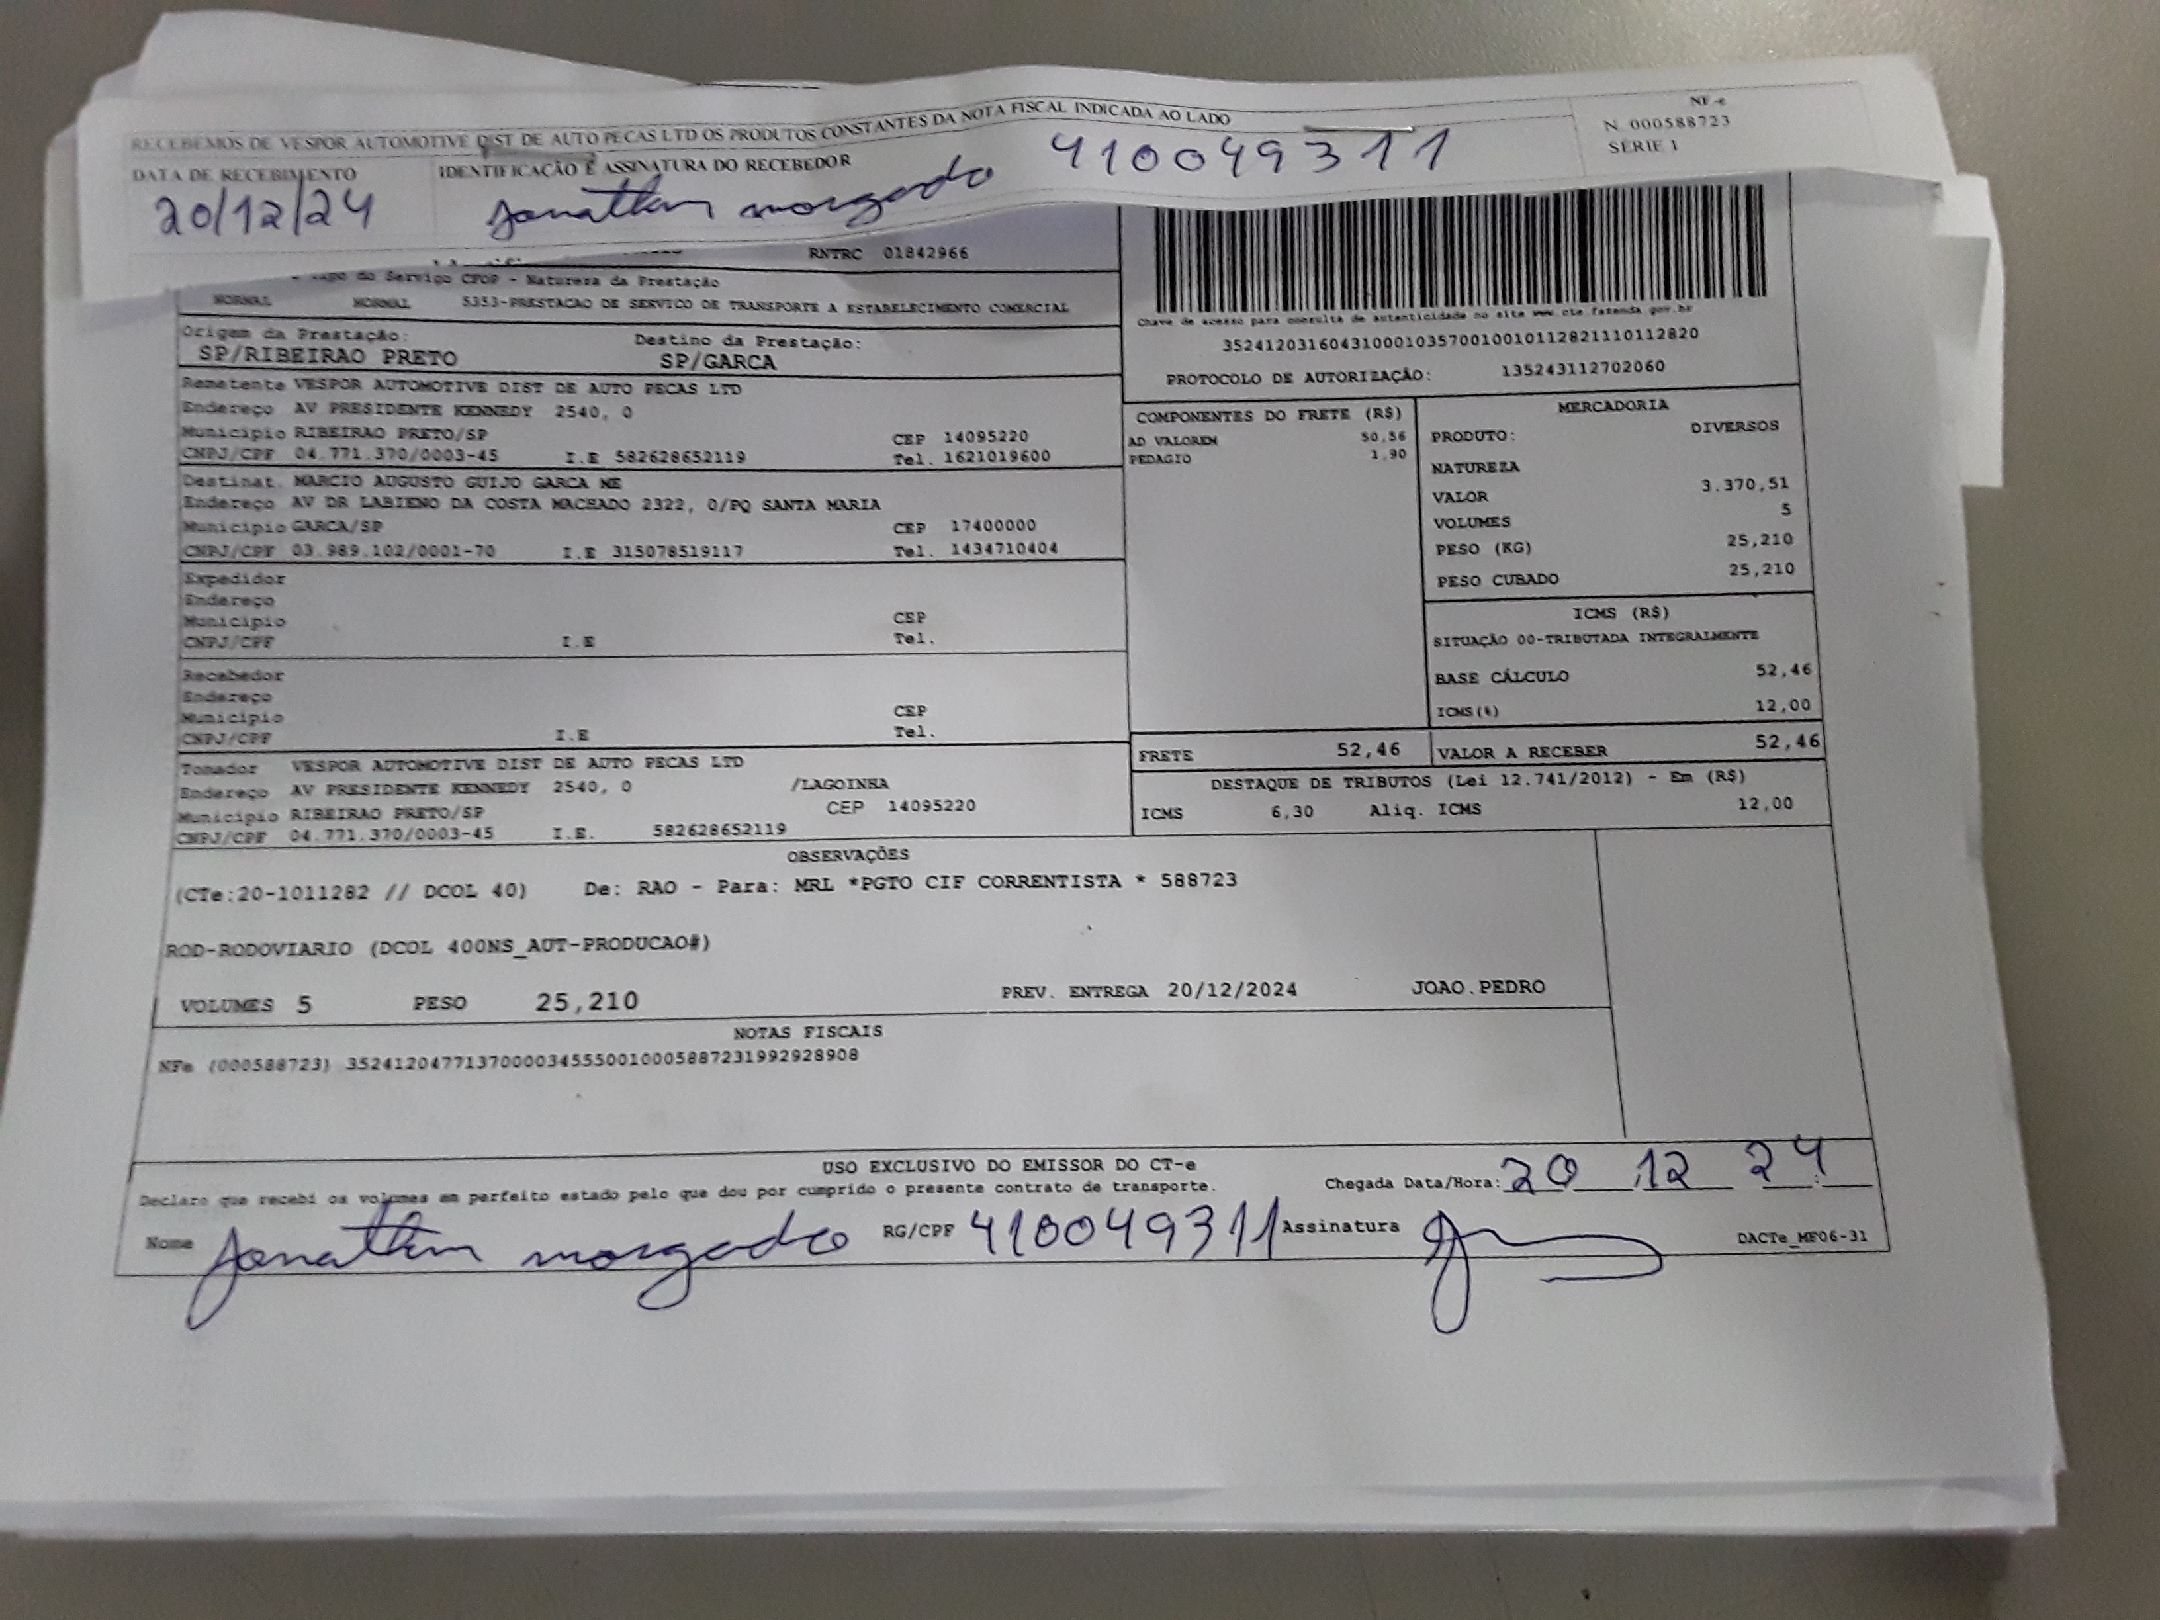 RECEBEMOS DE VESPOR AUTOMOTIVE DIST DE AUTO PECAS LTD OS PRODUTOS CONSTANTES DA NOTA FISCAL INDICADA AO LADO
NF-e
N. 000588723
SÉRIE 1
DATA DE RECEBIMENTO
IDENTIFICAÇÃO E ASSINATURA DO RECEBEDOR
20/12/24 Jonathan morgado 410049311
RNTRC 01842966
do Serviço CFOP - Natureza da Prestação
NORMAL NORMAL 5353-PRESTACAO DE SERVICO DE TRANSPORTE A ESTABELECIMENTO COMERCIAL
Chave de acesso para consulta de autenticidade no site www.cte.fazenda.gov.br
35241203160431000103570010010112821110112820
PROTOCOLO DE AUTORIZAÇÃO: 135243112702060
Origem da Prestação: Destino da Prestação:
SP/RIBEIRAO PRETO SP/GARCA
Remetente VESPOR AUTOMOTIVE DIST DE AUTO PECAS LTD
Endereço AV PRESIDENTE KENNEDY 2540, 0
Município RIBEIRAO PRETO/SP CEP 14095220
CNPJ/CPF 04.771.370/0003-45 I.E 582628652119 Tel. 1621019600
Destinat. MARCIO AUGUSTO GUIJO GARCA ME
Endereço AV DR LABIENO DA COSTA MACHADO 2322, 0/PQ SANTA MARIA
Município GARCA/SP CEP 17400000
CNPJ/CPF 03.989.102/0001-70 I.E 315078519117 Tel. 1434710404
Expedidor
Endereço
Município CEP
CNPJ/CPF I.E Tel.
Recebedor
Endereço
Município CEP
CNPJ/CPF I.E Tel.
Tomador VESPOR AUTOMOTIVE DIST DE AUTO PECAS LTD
Endereço AV PRESIDENTE KENNEDY 2540, 0 /LAGOINHA
Município RIBEIRAO PRETO/SP CEP 14095220
CNPJ/CPF 04.771.370/0003-45 I.E. 582628652119
COMPONENTES DO FRETE (R$)
AD VALOREM 50,56
PEDAGIO 1,90
MERCADORIA
PRODUTO: DIVERSOS
NATUREZA
VALOR 3.370,51
VOLUMES 5
PESO (KG) 25,210
PESO CUBADO 25,210
ICMS (R$)
SITUAÇÃO 00-TRIBUTADA INTEGRALMENTE
BASE CÁLCULO 52,46
ICMS(%) 12,00
FRETE 52,46 VALOR A RECEBER 52,46
DESTAQUE DE TRIBUTOS (Lei 12.741/2012) - Em (R$)
ICMS 6,30 Aliq. ICMS 12,00
OBSERVAÇÕES
(CTe:20-1011282 // DCOL 40) De: RAO - Para: MRL *PGTO CIF CORRENTISTA * 588723
ROD-RODOVIARIO (DCOL 400NS_AUT-PRODUCAO#)
VOLUMES 5 PESO 25,210 PREV. ENTREGA 20/12/2024 JOAO.PEDRO
NOTAS FISCAIS
NFe (000588723) 35241204771370000345550010005887231992928908
USO EXCLUSIVO DO EMISSOR DO CT-e
Declaro que recebi os volumes em perfeito estado pelo que dou por cumprido o presente contrato de transporte.
Chegada Data/Hora: 20 12 24
Nome Jonathan morgado RG/CPF 410049311 Assinatura
DACTe_MF06-31